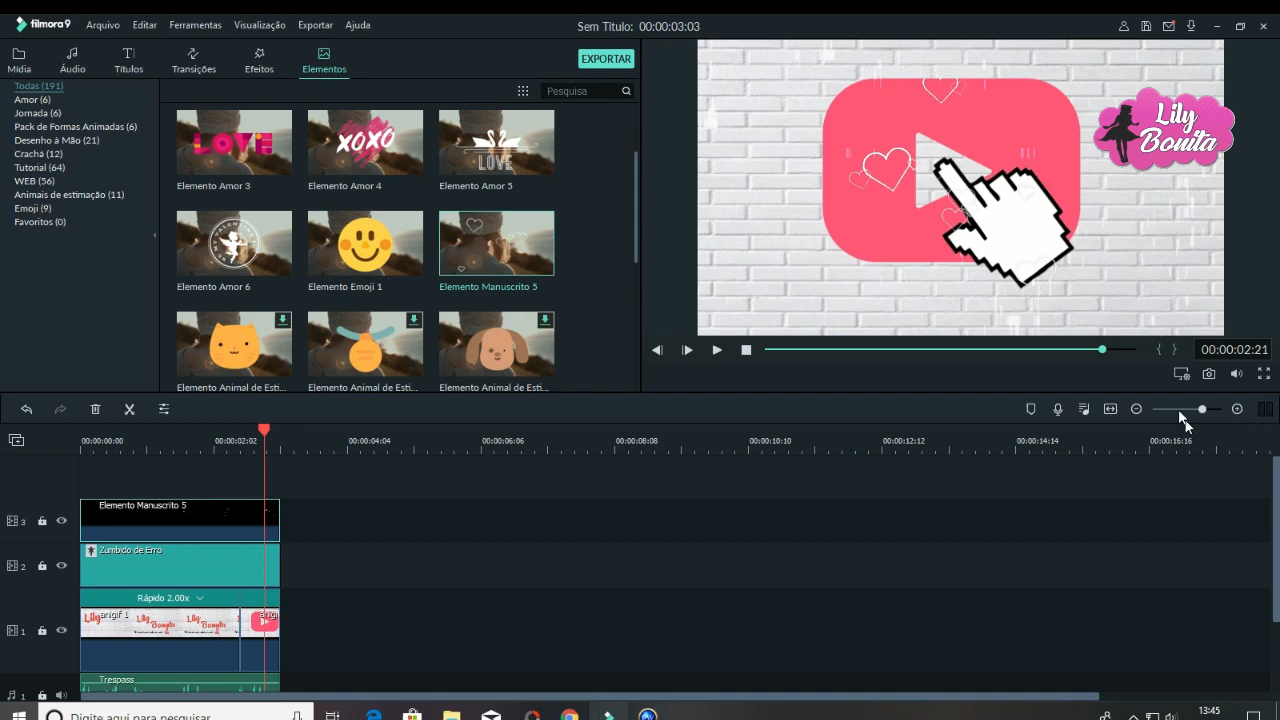 filmora9
Arquivo
Editar
Ferramentas
Visualização
Exportar
Ajuda
Sem Título: 00:00:03:03
Mídia
Áudio
Títulos
Transições
Efeitos
Elementos
EXPORTAR
Todas (191)
Amor (6)
Jornada (6)
Pack de Formas Animadas (6)
Desenho à Mão (21)
Crachá (12)
Tutorial (64)
WEB (56)
Animais de estimação (11)
Emoji (9)
Favoritos (0)
Pesquisa
LOVE
XOXO
LOVE
Elemento Amor 3
Elemento Amor 4
Elemento Amor 5
Elemento Amor 6
Elemento Emoji 1
Elemento Manuscrito 5
Elemento Animal de Esti...
Elemento Animal de Esti...
Elemento Animal de Esti...
Lily
Bonita
00:00:02:21
00:00:00:00
00:00:02:02
00:00:04:04
00:00:06:06
00:00:08:08
00:00:10:10
00:00:12:12
00:00:14:14
00:00:16:16
3
Elemento Manuscrito 5
2
Zumbido de Erro
Rápido 2.00x
1
anigif 1
Trespass
1
Digite aqui para pesquisar
13:45